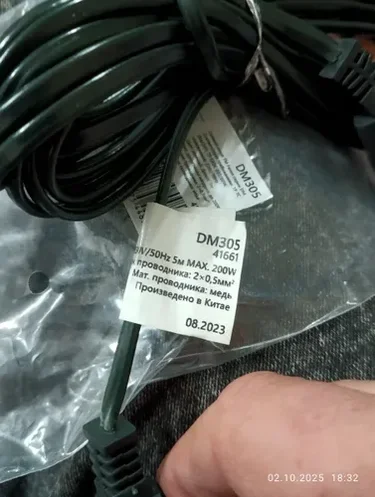 DM305
DM305
41661
V/50Hz 5м MAX. 200W
проводника: 2×0,5мм²
Мат. проводника: медь
Произведено в Китае
08.2023
02.10.2025 18:32